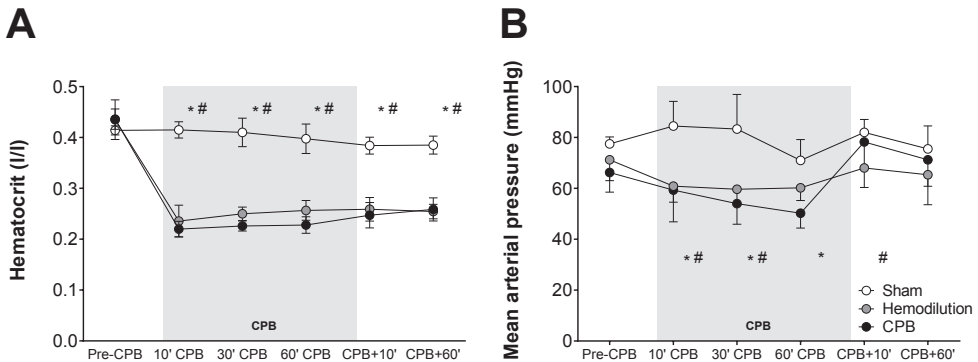 A
B
Hematocrit (l/l)
0.5
0.4
0.3
0.2
0.1
0.0
* #
* #
* #
* #
* #
CPB
Pre-CPB 10' CPB 30' CPB 60' CPB CPB+10' CPB+60'
Mean arterial pressure (mmHg)
100
80
60
40
20
0
* #
* #
*
#
Sham
Hemodilution
CPB
CPB
Pre-CPB 10' CPB 30' CPB 60' CPB CPB+10' CPB+60'